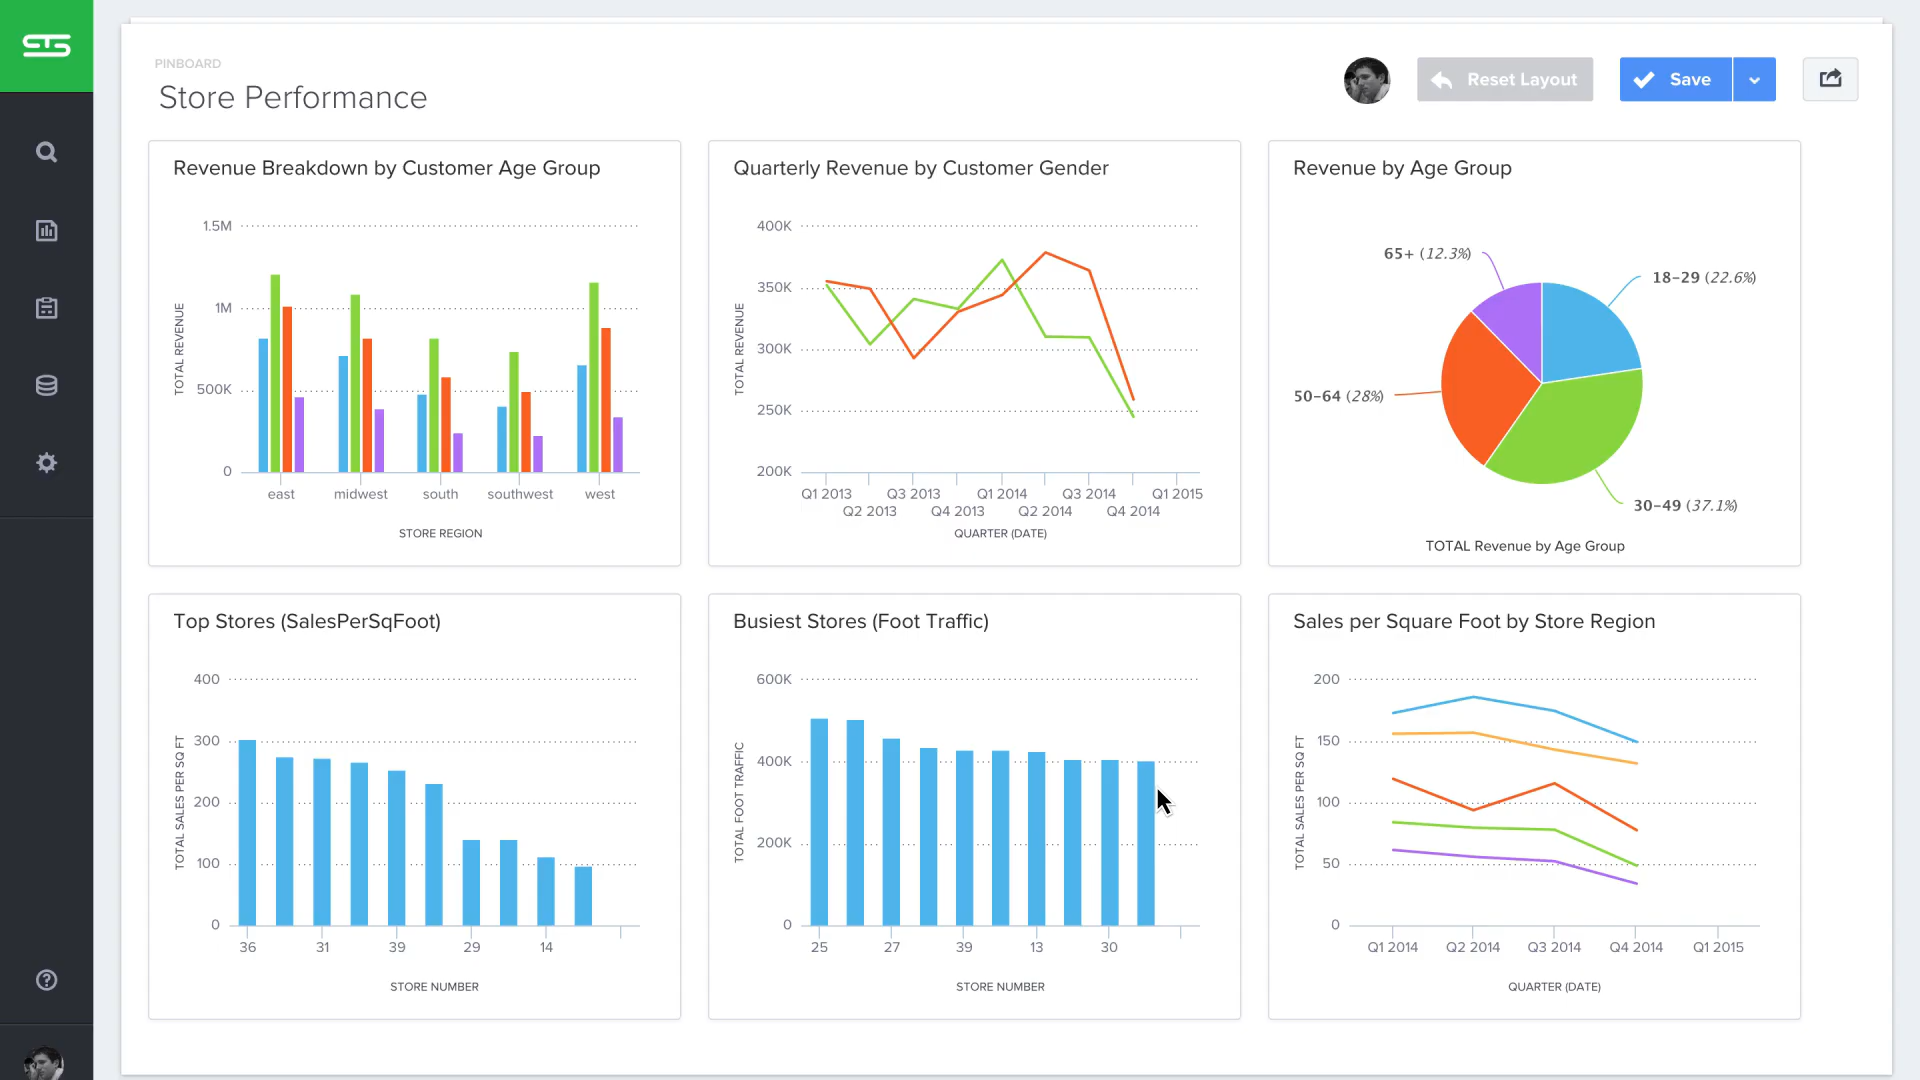 PINBOARD
Store Performance
Reset Layout
Save
Revenue Breakdown by Customer Age Group
1.5M
1M
500K
0
TOTAL REVENUE
east midwest south southwest west
STORE REGION
Quarterly Revenue by Customer Gender
400K
350K
300K
250K
200K
TOTAL REVENUE
Q1 2013 Q3 2013 Q1 2014 Q3 2014 Q1 2015
Q2 2013 Q4 2013 Q2 2014 Q4 2014
QUARTER (DATE)
Revenue by Age Group
65+ (12.3%)
18-29 (22.6%)
50-64 (28%)
30-49 (37.1%)
TOTAL Revenue by Age Group
Top Stores (SalesPerSqFoot)
400
300
200
100
0
TOTAL SALES PER SQ FT
36 31 39 29 14
STORE NUMBER
Busiest Stores (Foot Traffic)
600K
400K
200K
0
TOTAL FOOT TRAFFIC
25 27 39 13 30
STORE NUMBER
Sales per Square Foot by Store Region
200
150
100
50
0
TOTAL SALES PER SQ FT
Q1 2014 Q2 2014 Q3 2014 Q4 2014 Q1 2015
QUARTER (DATE)